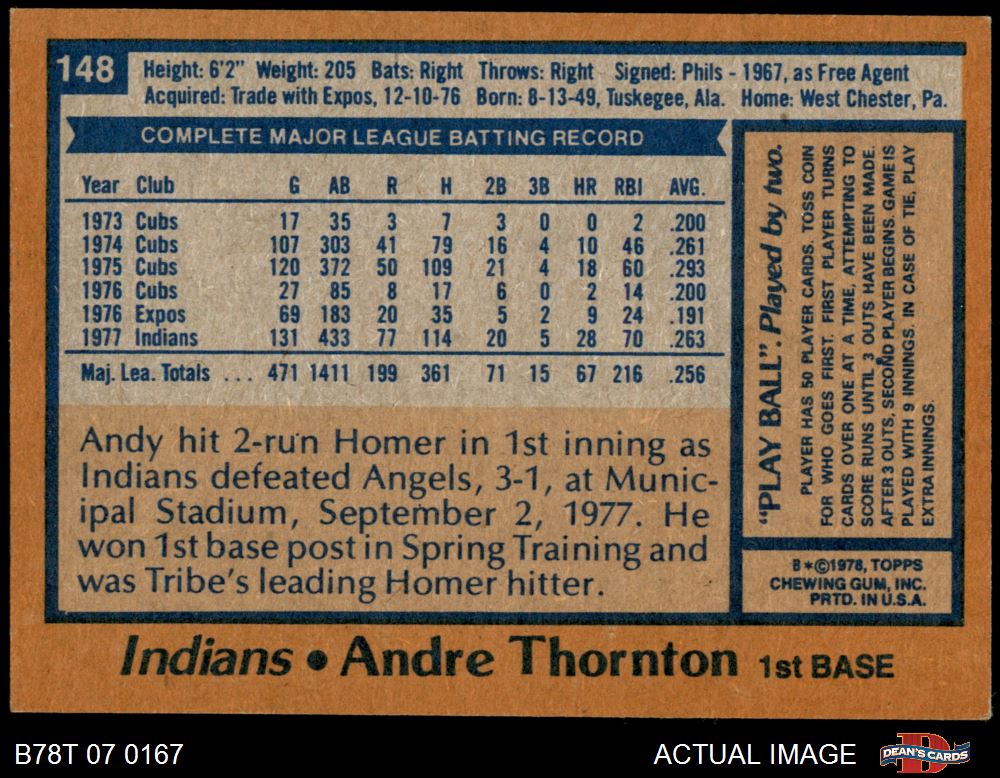 148
Height: 6'2" Weight: 205 Bats: Right Throws: Right Signed: Phils - 1967, as Free Agent
Acquired: Trade with Expos, 12-10-76 Born: 8-13-49, Tuskegee, Ala. Home: West Chester, Pa.
COMPLETE MAJOR LEAGUE BATTING RECORD
Year Club G AB R H 2B 3B HR RBI AVG.
1973 Cubs 17 35 3 7 3 0 0 2 .200
1974 Cubs 107 303 41 79 16 4 10 46 .261
1975 Cubs 120 372 50 109 21 4 18 60 .293
1976 Cubs 27 85 8 17 6 0 2 14 .200
1976 Expos 69 183 20 35 5 2 9 24 .191
1977 Indians 131 433 77 114 20 5 28 70 .263
Maj. Lea. Totals ... 471 1411 199 361 71 15 67 216 .256
Andy hit 2-run Homer in 1st inning as
Indians defeated Angels, 3-1, at Munic-
ipal Stadium, September 2, 1977. He
won 1st base post in Spring Training and
was Tribe's leading Homer hitter.
"PLAY BALL". Played by two.
PLAYER HAS 50 PLAYER CARDS. TOSS COIN
FOR WHO GOES FIRST. FIRST PLAYER TURNS
CARDS OVER ONE AT A TIME, ATTEMPTING TO
SCORE RUNS UNTIL 3 OUTS HAVE BEEN MADE.
AFTER 3 OUTS, SECOND PLAYER BEGINS. GAME IS
PLAYED WITH 9 INNINGS. IN CASE OF TIE, PLAY
EXTRA INNINGS.
B*©1978, TOPPS
CHEWING GUM, INC.
PRTD. IN U.S.A.
Indians • Andre Thornton 1st BASE
B78T 07 0167
ACTUAL IMAGE
DEAN'S CARDS